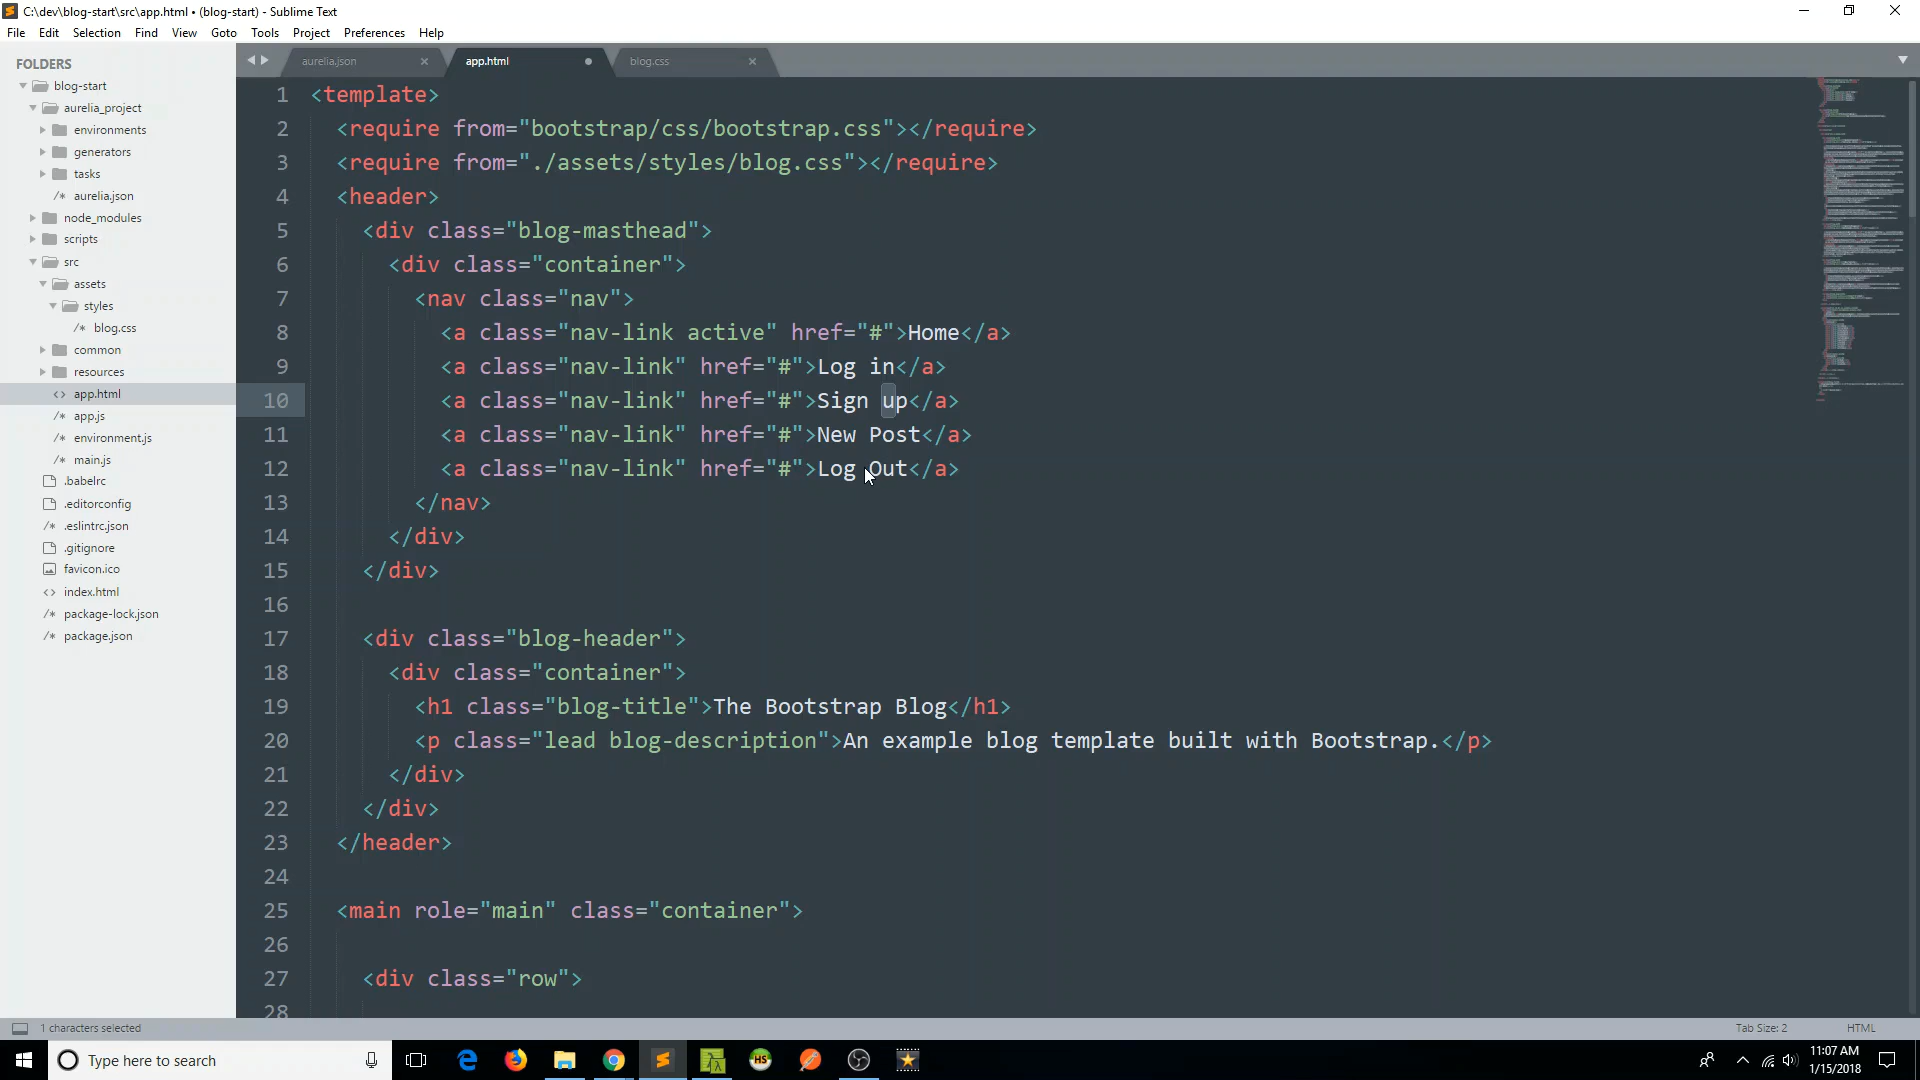 C:\dev\blog-start\src\app.html • (blog-start) - Sublime Text
File Edit Selection Find View Goto Tools Project Preferences Help
FOLDERS
blog-start
aurelia_project
environments
generators
tasks
/* aurelia.json
node_modules
scripts
src
assets
styles
/* blog.css
common
resources
<> app.html
/* app.js
/* environment.js
/* main.js
.babelrc
/* .editorconfig
/* .eslintrc.json
.gitignore
favicon.ico
<> index.html
/* package-lock.json
/* package.json
aurelia.json × app.html • blog.css ×
1 <template>
2 <require from="bootstrap/css/bootstrap.css"></require>
3 <require from="./assets/styles/blog.css"></require>
4 <header>
5 <div class="blog-masthead">
6 <div class="container">
7 <nav class="nav">
8 <a class="nav-link active" href="#">Home</a>
9 <a class="nav-link" href="#">Log in</a>
10 <a class="nav-link" href="#">Sign up</a>
11 <a class="nav-link" href="#">New Post</a>
12 <a class="nav-link" href="#">Log Out</a>
13 </nav>
14 </div>
15 </div>
16
17 <div class="blog-header">
18 <div class="container">
19 <h1 class="blog-title">The Bootstrap Blog</h1>
20 <p class="lead blog-description">An example blog template built with Bootstrap.</p>
21 </div>
22 </div>
23 </header>
24
25 <main role="main" class="container">
26
27 <div class="row">
28
1 characters selected Tab Size: 2 HTML
Type here to search
HS
11:07 AM
1/15/2018